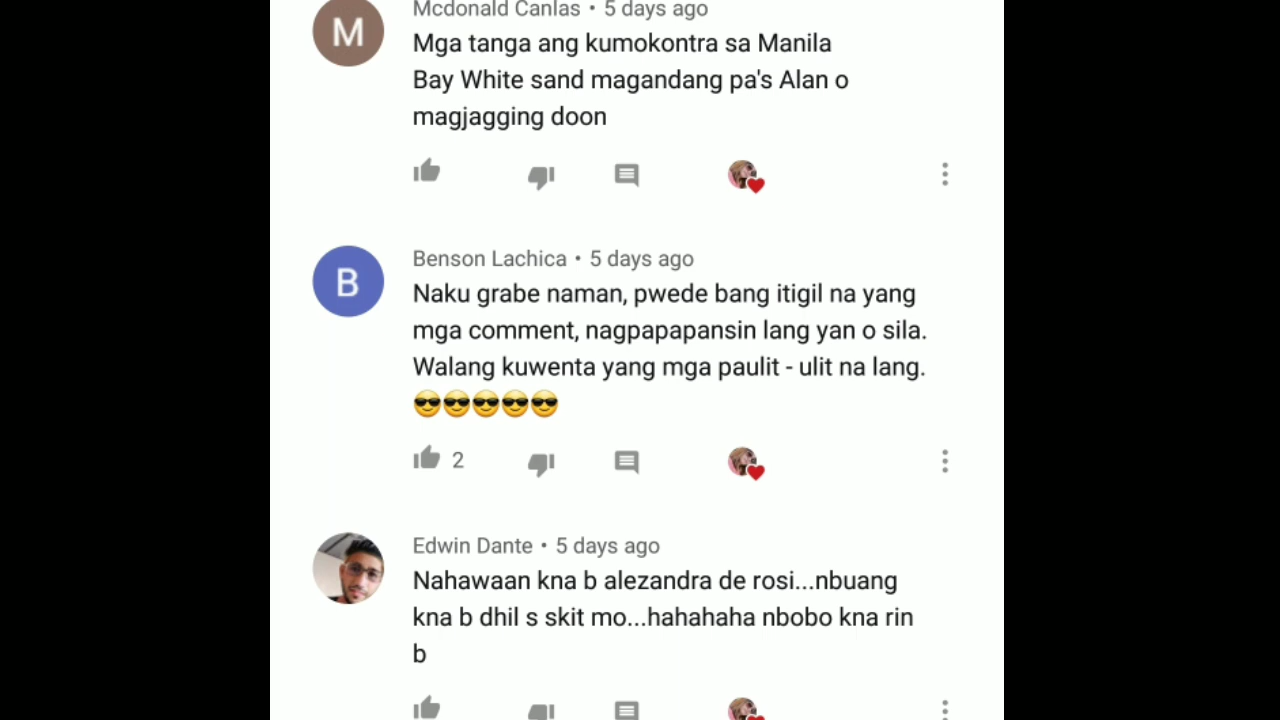 M
Mcdonald Canlas • 5 days ago
Mga tanga ang kumokontra sa Manila
Bay White sand magandang pa's Alan o
magjagging doon
B
Benson Lachica • 5 days ago
Naku grabe naman, pwede bang itigil na yang
mga comment, nagpapapansin lang yan o sila.
Walang kuwenta yang mga paulit - ulit na lang.
😎😎😎😎😎
2
Edwin Dante • 5 days ago
Nahawaan kna b alezandra de rosi...nbuang
kna b dhil s skit mo...hahahaha nbobo kna rin
b